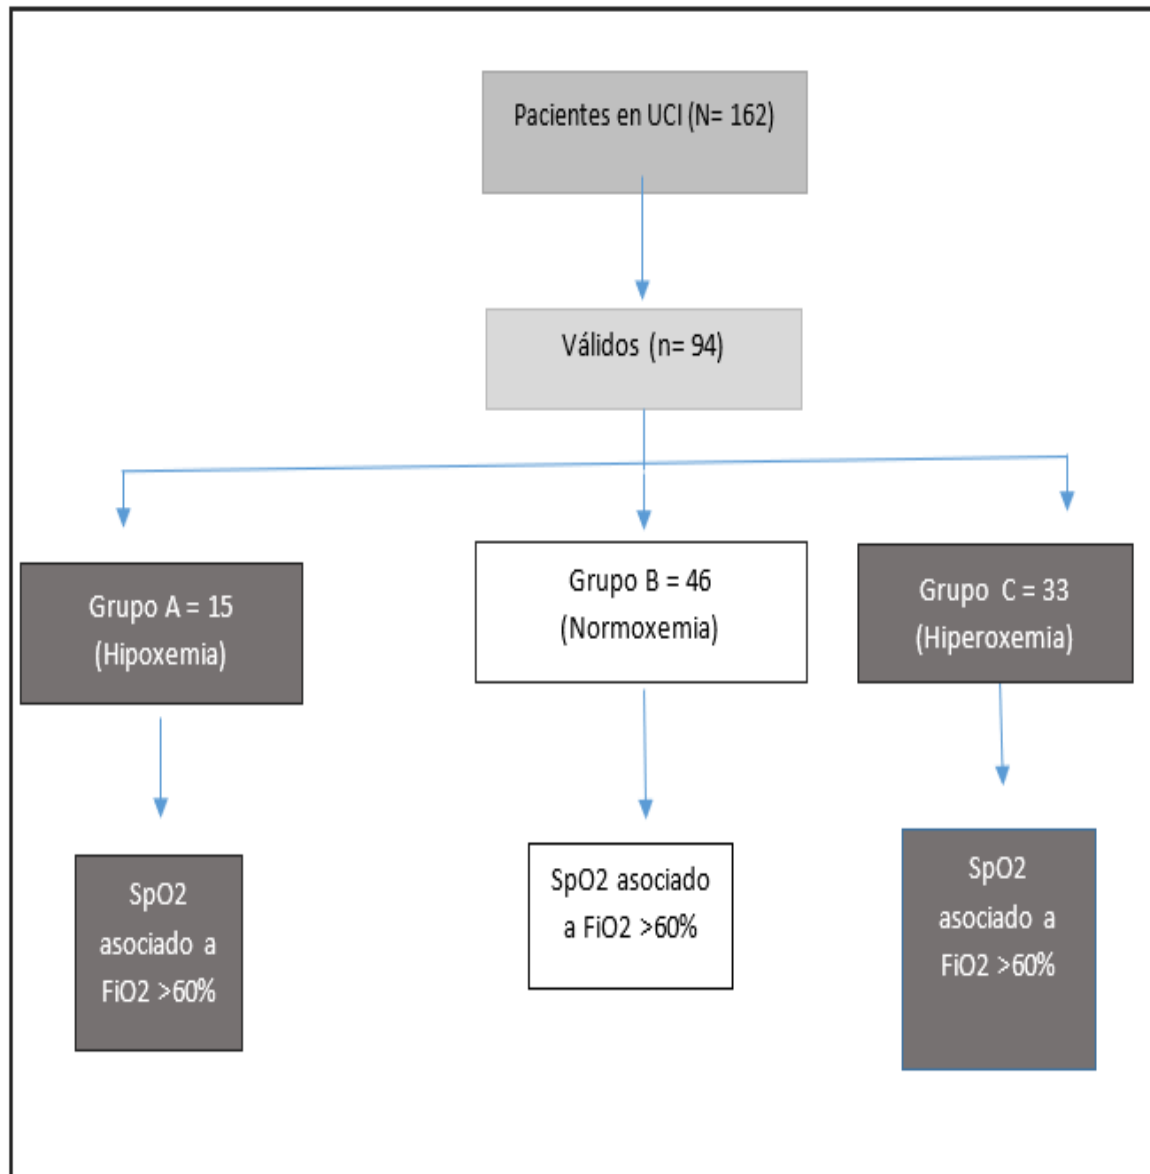 Pacientes en UCI (N= 162)
Válidos (n= 94)
Grupo A = 15
(Hipoxemia)
Grupo B = 46
(Normoxemia)
Grupo C = 33
(Hiperoxemia)
SpO2
asociado a
FiO2 >60%
SpO2 asociado
a FiO2 >60%
SpO2
asociado a
FiO2 >60%